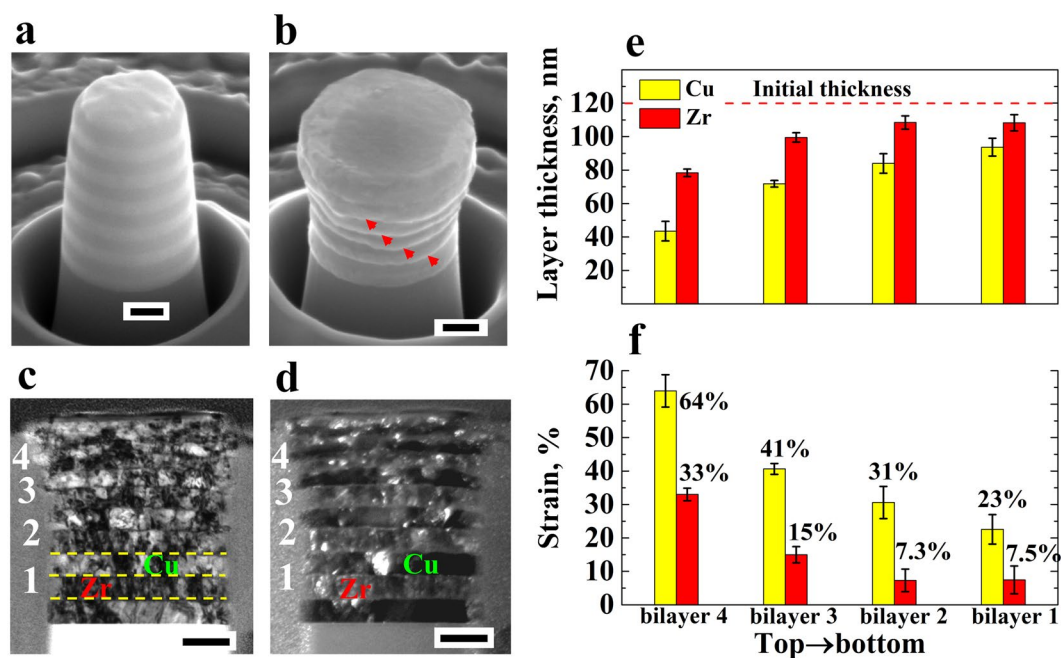 a
b
c
4
3
2
1
Cu
Zr
d
4
3
2
1
Cu
Zr
e
Layer thickness, nm
120
100
80
60
40
20
Cu
Zr
Initial thickness
f
Strain, %
70
60
50
40
30
20
10
0
64%
33%
41%
15%
31%
7.3%
23%
7.5%
bilayer 4 bilayer 3 bilayer 2 bilayer 1
Top→bottom